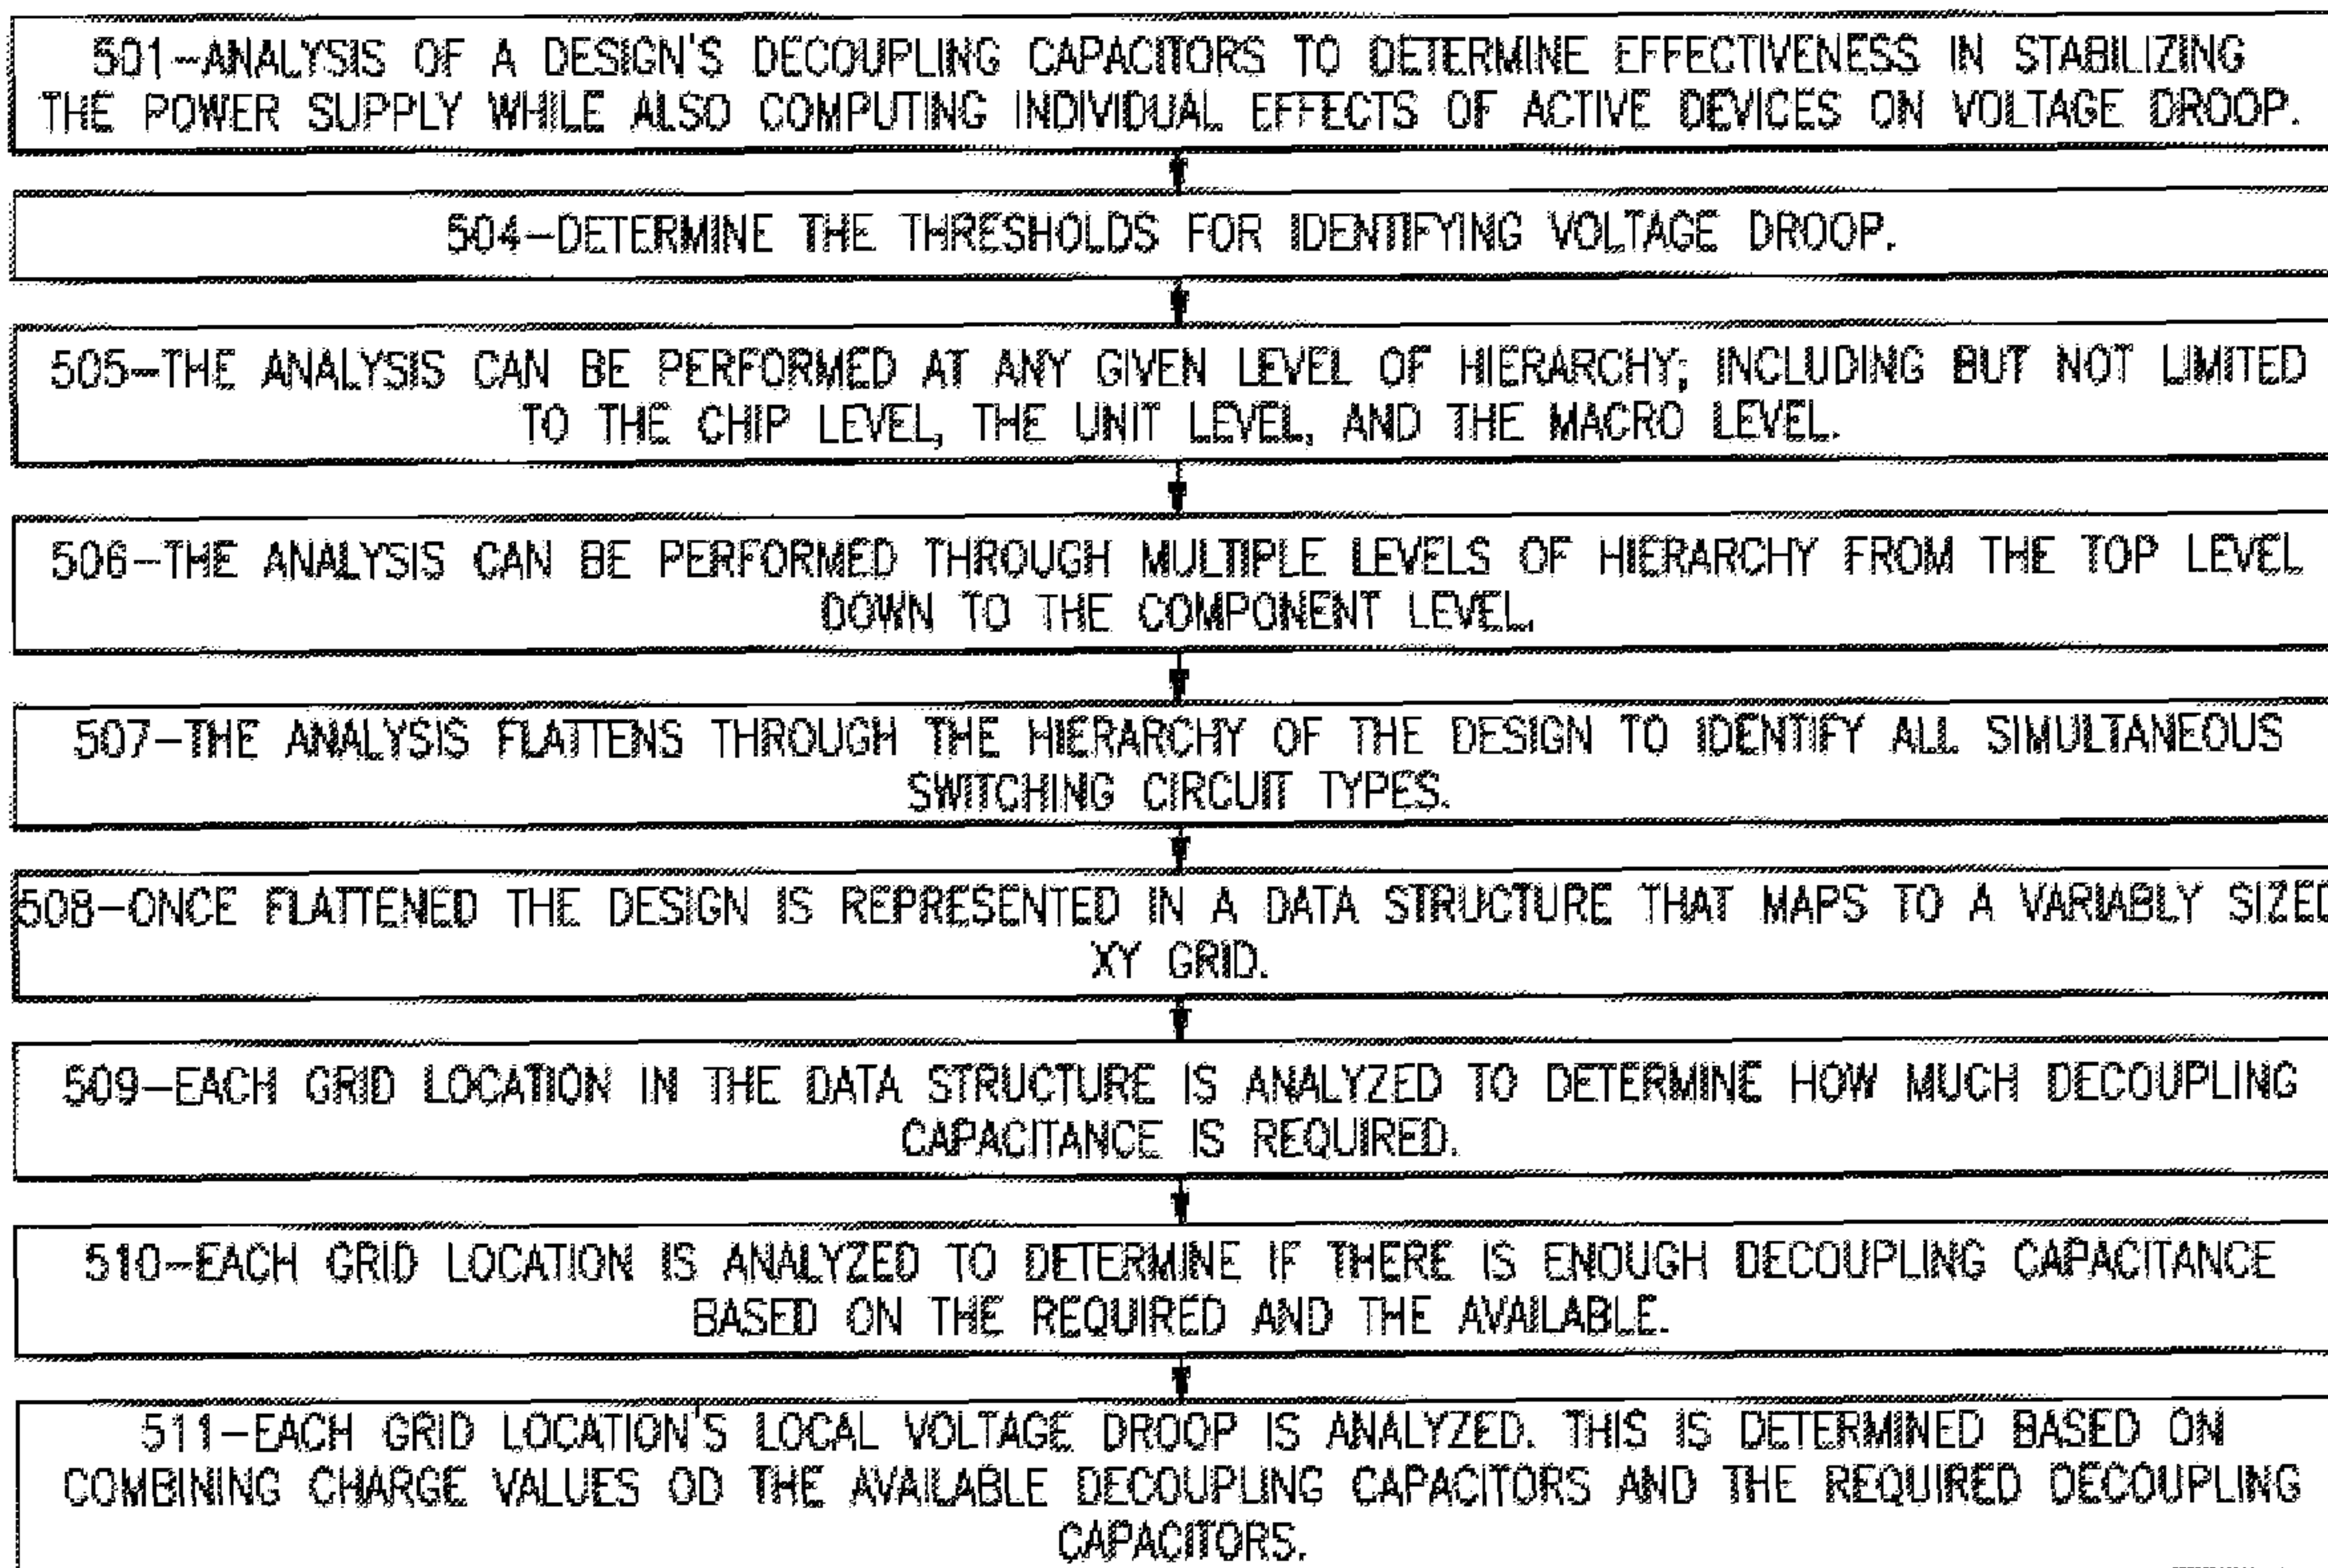 501-ANALYSIS OF A DESIGN'S DECOUPLING CAPACITORS TO DETERMINE EFFECTIVENESS IN STABILIZING
THE POWER SUPPLY WHILE ALSO COMPUTING INDIVIDUAL EFFECTS OF ACTIVE DEVICES ON VOLTAGE DROOP.
504-DETERMINE THE THRESHOLDS FOR IDENTIFYING VOLTAGE DROOP.
505-THE ANALYSIS CAN BE PERFORMED AT ANY GIVEN LEVEL OF HIERARCHY; INCLUDING BUT NOT LIMITED
TO THE CHIP LEVEL, THE UNIT LEVEL, AND THE MACRO LEVEL.
506-THE ANALYSIS CAN BE PERFORMED THROUGH MULTIPLE LEVELS OF HIERARCHY FROM THE TOP LEVEL
DOWN TO THE COMPONENT LEVEL.
507-THE ANALYSIS FLATTENS THROUGH THE HIERARCHY OF THE DESIGN TO IDENTIFY ALL SIMULTANEOUS
SWITCHING CIRCUIT TYPES.
508-ONCE FLATTENED THE DESIGN IS REPRESENTED IN A DATA STRUCTURE THAT MAPS TO A VARIABLY SIZED
XY GRID.
509-EACH GRID LOCATION IN THE DATA STRUCTURE IS ANALYZED TO DETERMINE HOW MUCH DECOUPLING
CAPACITANCE IS REQUIRED.
510-EACH GRID LOCATION IS ANALYZED TO DETERMINE IF THERE IS ENOUGH DECOUPLING CAPACITANCE
BASED ON THE REQUIRED AND THE AVAILABLE.
511-EACH GRID LOCATION'S LOCAL VOLTAGE DROOP IS ANALYZED. THIS IS DETERMINED BASED ON
COMBINING CHARGE VALUES OD THE AVAILABLE DECOUPLING CAPACITORS AND THE REQUIRED DECOUPLING
CAPACITORS.